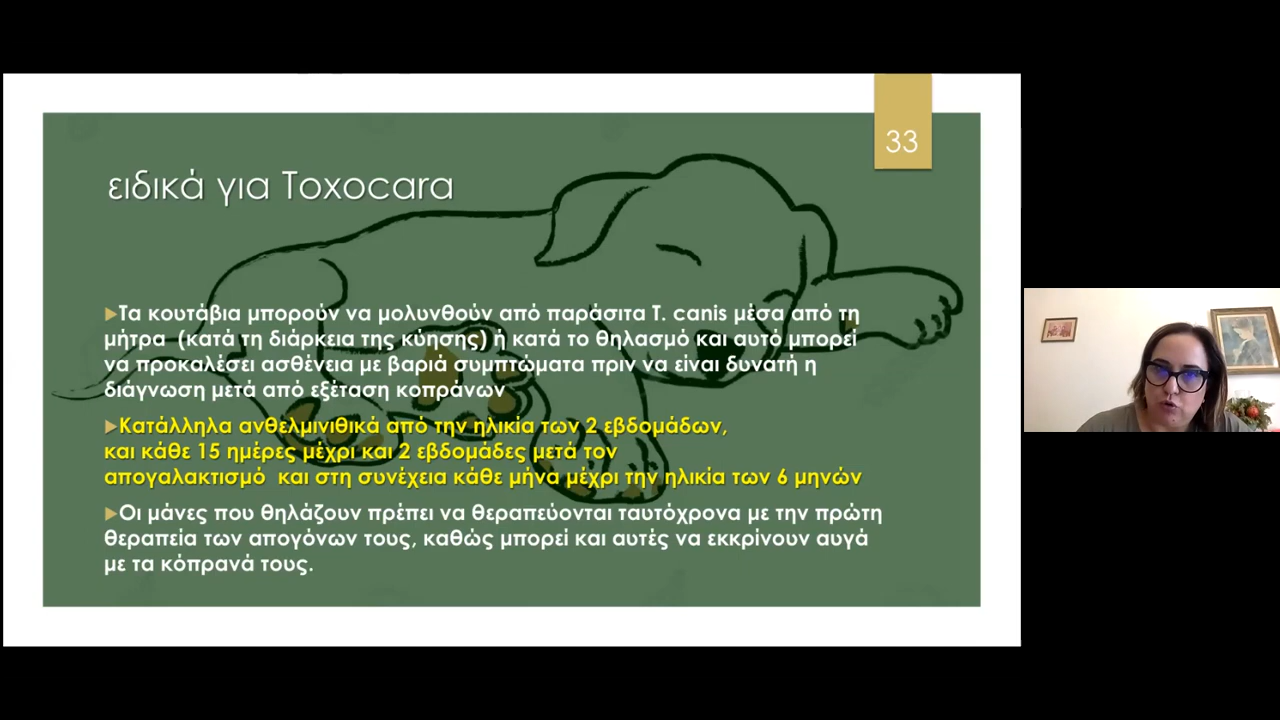 33
ειδικά για Toxocara
Τα κουτάβια μπορούν να μολυνθούν από παράσιτα T. canis μέσα από τη
μήτρα (κατά τη διάρκεια της κύησης) ή κατά το θηλασμό και αυτό μπορεί
να προκαλέσει ασθένεια με βαριά συμπτώματα πριν να είναι δυνατή η
διάγνωση μετά από εξέταση κοπράνων
Κατάλληλα ανθελμινιθικά από την ηλικία των 2 εβδομάδων,
και κάθε 15 ημέρες μέχρι και 2 εβδομάδες μετά τον
απογαλακτισμό και στη συνέχεια κάθε μήνα μέχρι την ηλικία των 6 μηνών
Οι μάνες που θηλάζουν πρέπει να θεραπεύονται ταυτόχρονα με την πρώτη
θεραπεία των απογόνων τους, καθώς μπορεί και αυτές να εκκρίνουν αυγά
με τα κόπρανά τους.